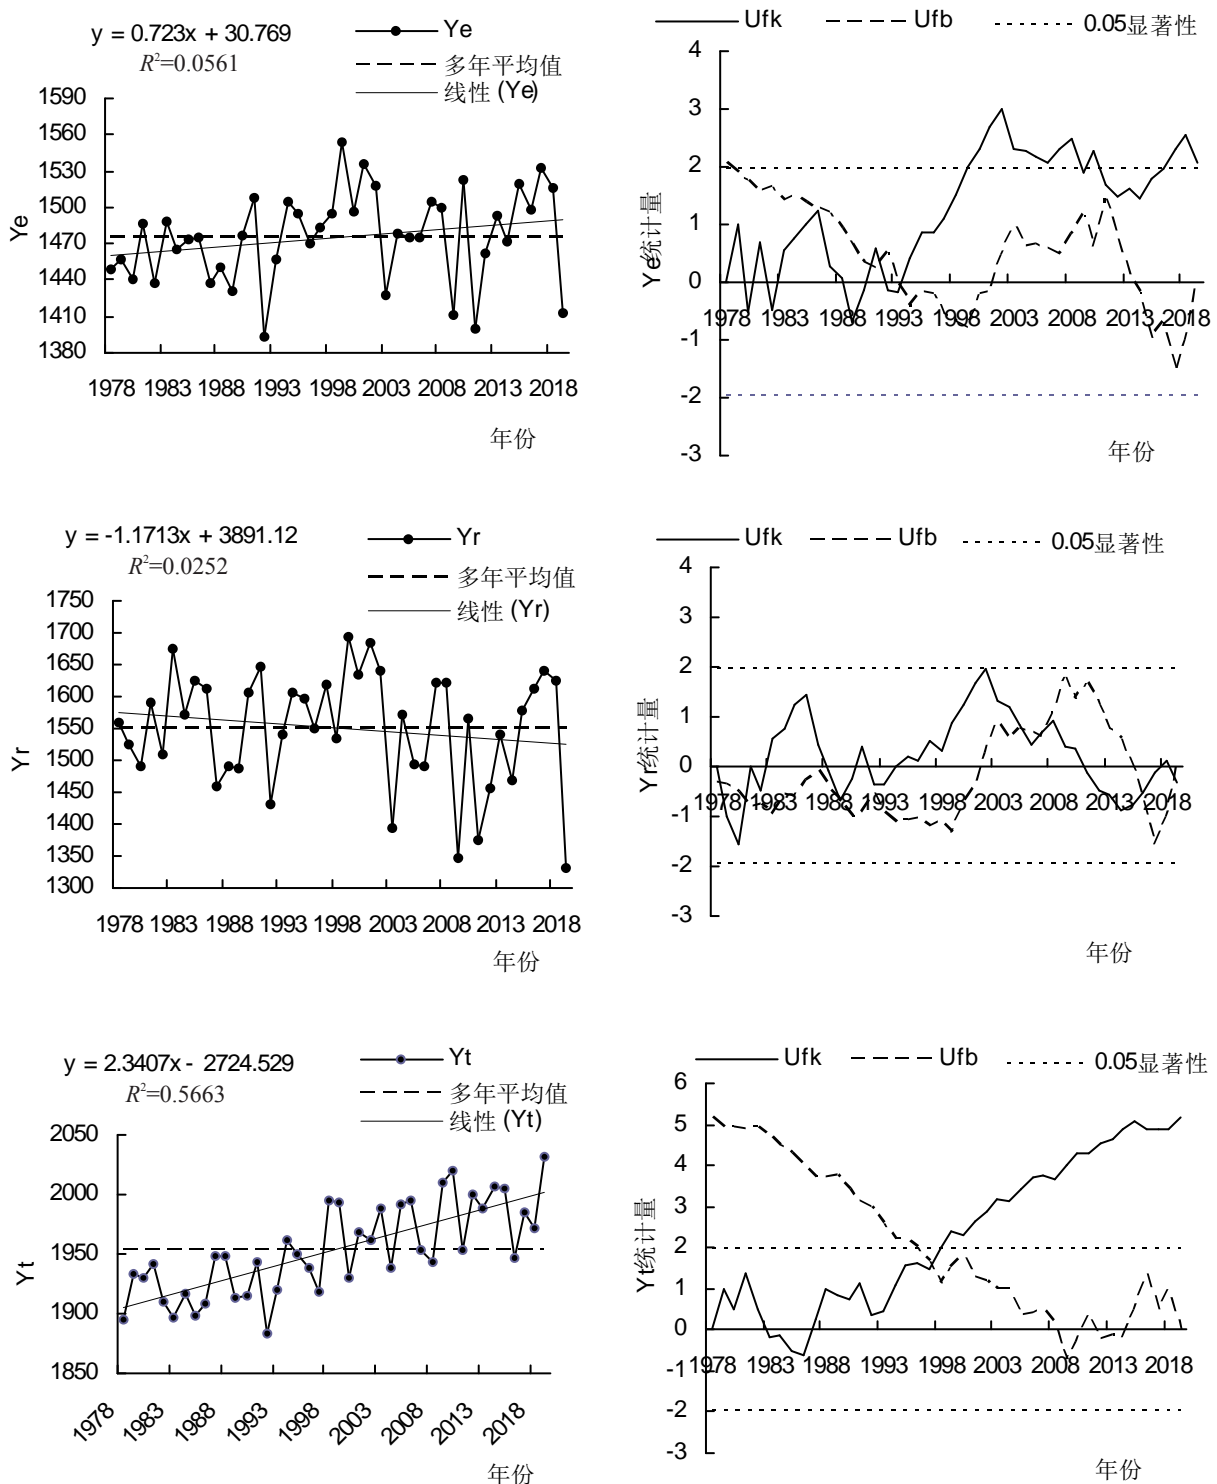 y = 0.723x + 30.769
R²=0.0561
Ye
多年平均值
线性 (Ye)
1590
1560
1530
1500
1470
1440
1410
1380
Ye
1978 1983 1988 1993 1998 2003 2008 2013 2018
年份
Ufk
Ufb
0.05显著性
4
3
2
1
0
-1
-2
-3
Ye统计量
1978 1983 1988 1993 1998 2003 2008 2013 2018
年份
y = -1.1713x + 3891.12
R²=0.0252
Yr
多年平均值
线性 (Yr)
1750
1700
1650
1600
1550
1500
1450
1400
1350
1300
Yr
1978 1983 1988 1993 1998 2003 2008 2013 2018
年份
Ufk
Ufb
0.05显著性
4
3
2
1
0
-1
-2
-3
Yr统计量
1978 1983 1988 1993 1998 2003 2008 2013 2018
年份
y = 2.3407x - 2724.529
R²=0.5663
Yt
多年平均值
线性 (Yt)
2050
2000
1950
1900
1850
Yt
1978 1983 1988 1993 1998 2003 2008 2013 2018
年份
Ufk
Ufb
0.05显著性
6
5
4
3
2
1
0
-1
-2
-3
Yt统计量
1978 1983 1988 1993 1998 2003 2008 2013 2018
年份